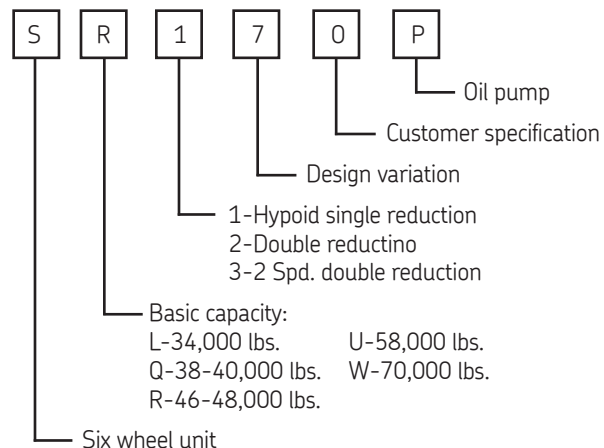 S R 1 7 0 P
Oil pump
Customer specification
Design variation
1-Hypoid single reduction
2-Double reductino
3-2 Spd. double reduction
Basic capacity:
L-34,000 lbs. U-58,000 lbs.
Q-38-40,000 lbs. W-70,000 lbs.
R-46-48,000 lbs.
Six wheel unit